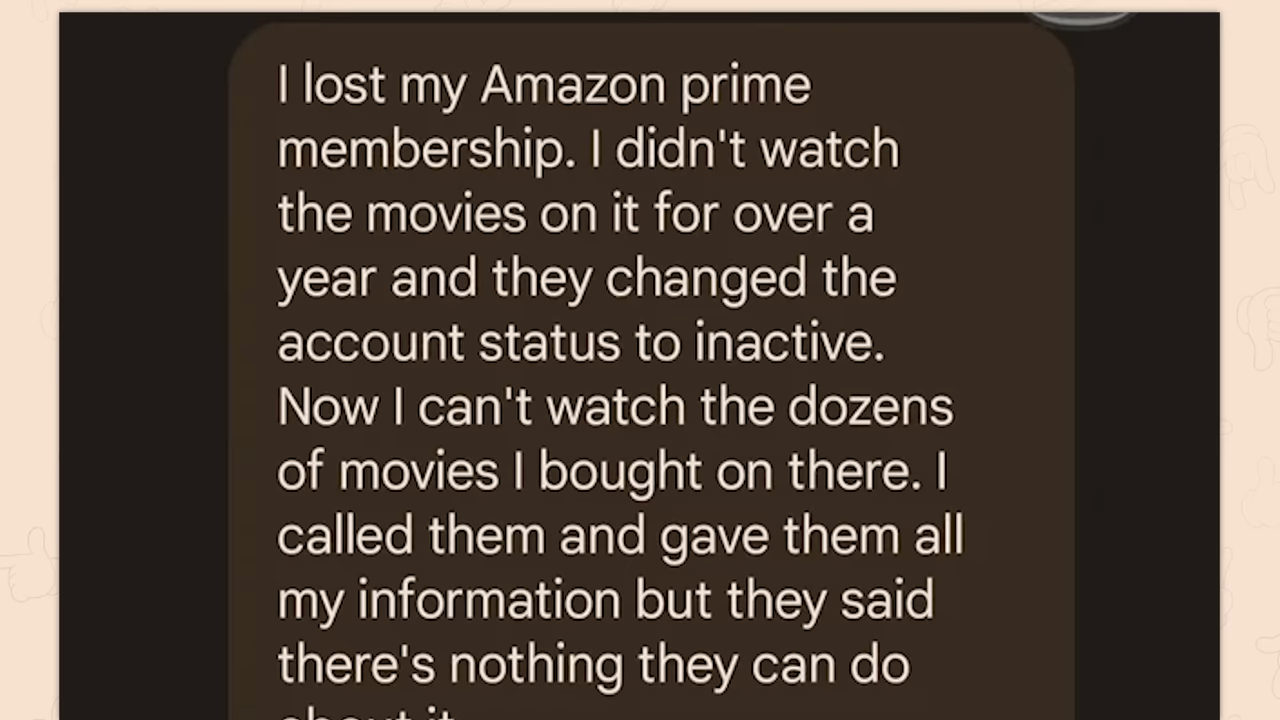 I lost my Amazon prime
membership. I didn't watch
the movies on it for over a
year and they changed the
account status to inactive.
Now I can't watch the dozens
of movies I bought on there. I
called them and gave them all
my information but they said
there's nothing they can do
about it